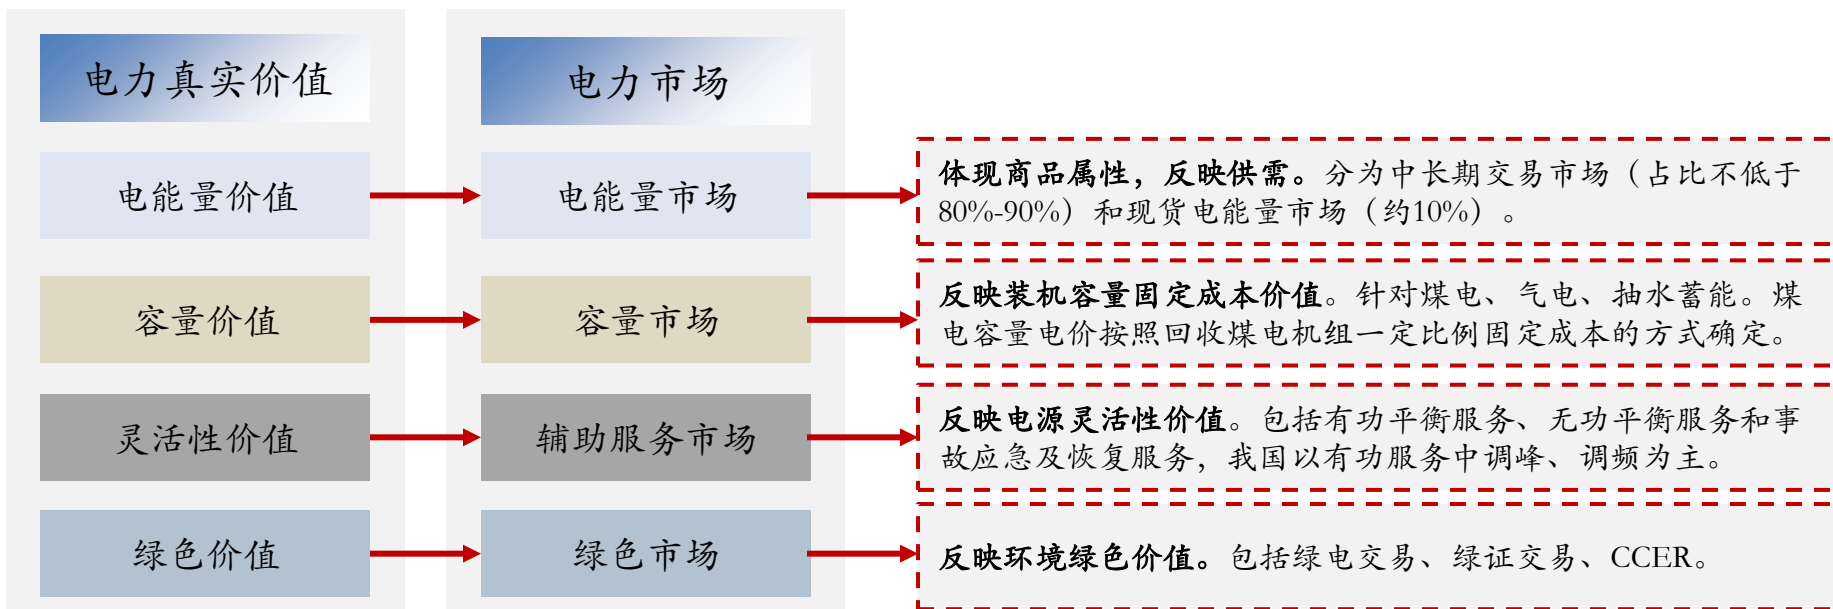 电力真实价值
电力市场
电能量价值
电能量市场
体现商品属性，反映供需。分为中长期交易市场（占比不低于
80%-90%）和现货电能量市场（约10%）。
容量价值
容量市场
反映装机容量固定成本价值。针对煤电、气电、抽水蓄能。煤
电容量电价按照回收煤电机组一定比例固定成本的方式确定。
灵活性价值
辅助服务市场
反映电源灵活性价值。包括有功平衡服务、无功平衡服务和事
故应急及恢复服务，我国以有功服务中调峰、调频为主。
绿色价值
绿色市场
反映环境绿色价值。包括绿电交易、绿证交易、CCER。